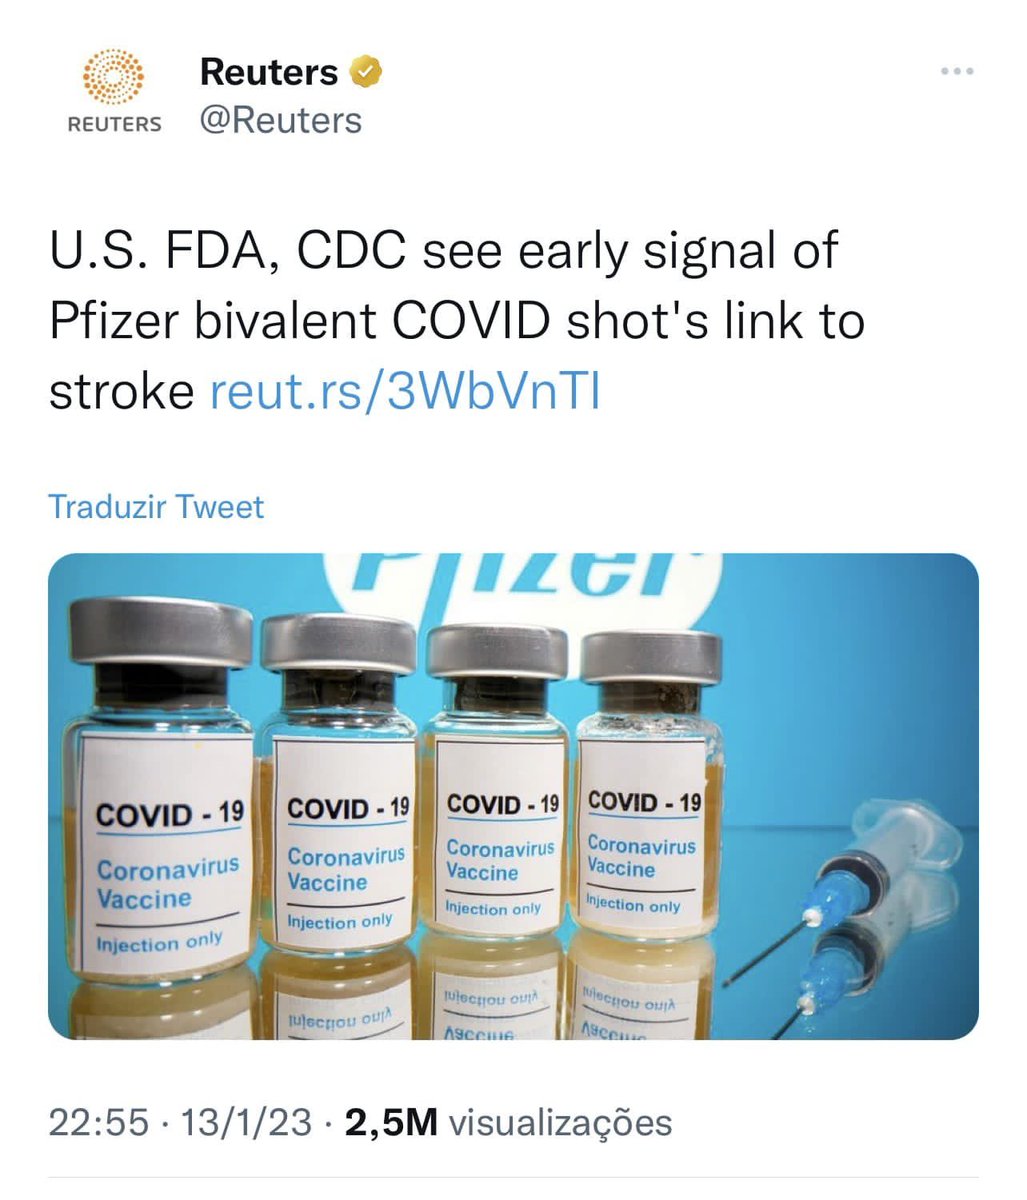 Reuters
@Reuters
REUTERS
U.S. FDA, CDC see early signal of
Pfizer bivalent COVID shot's link to
stroke reut.rs/3WbVnTI
Traduzir Tweet
Pfizer
COVID - 19
Coronavirus
Vaccine
Injection only
COVID - 19
Coronavirus
Vaccine
Injection only
COVID - 19
Coronavirus
Vaccine
Injection only
COVID - 19
Coronavirus
Vaccine
Injection only
22:55 · 13/1/23 · 2,5M visualizações